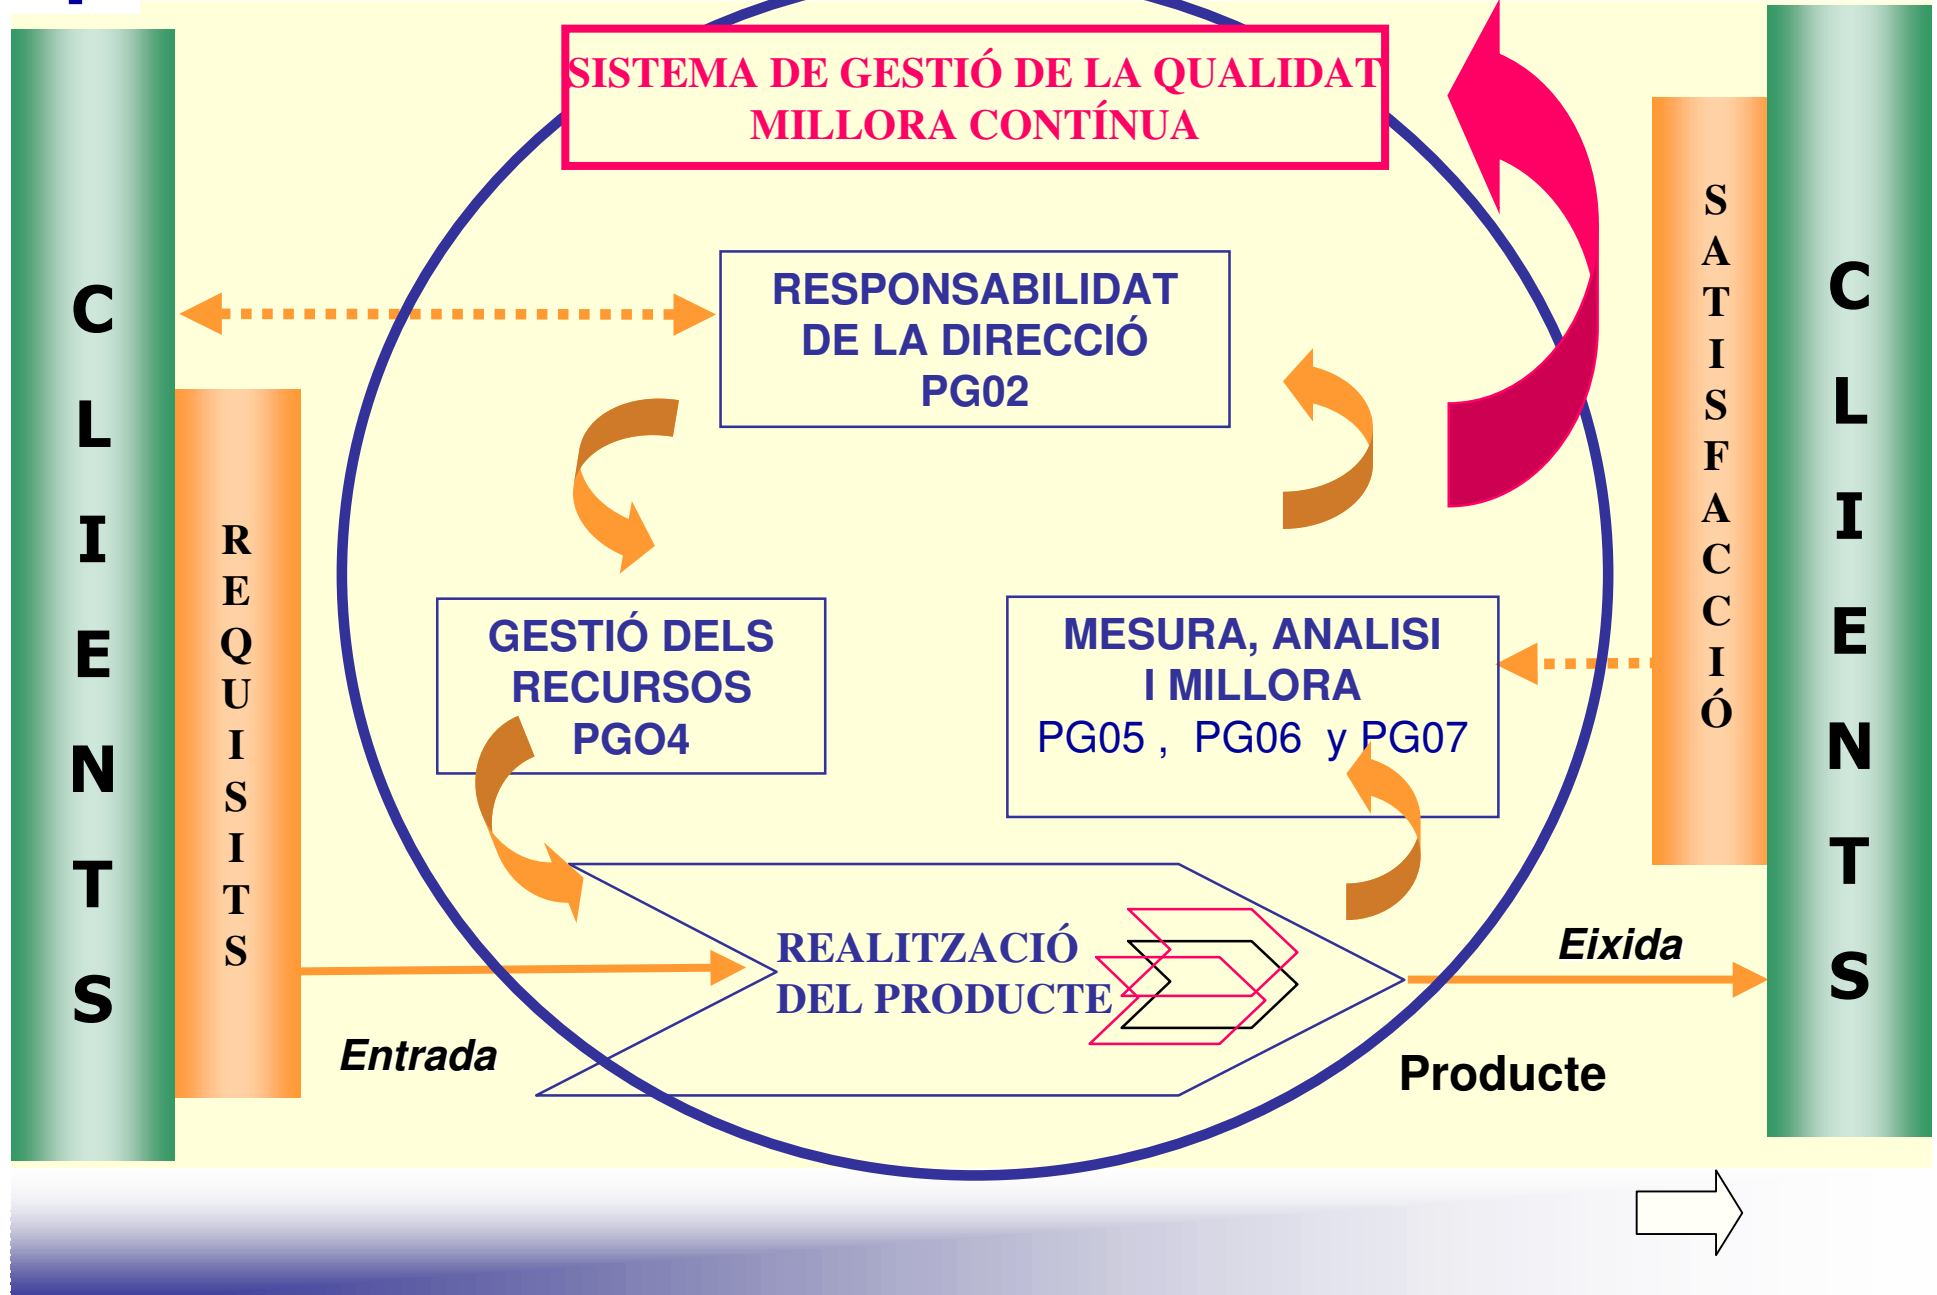 SISTEMA DE GESTIÓ DE LA QUALIDAT
MILLORA CONTÍNUA
CLIENTS
REQUISITS
RESPONSABILIDAT
DE LA DIRECCIÓ
PG02
GESTIÓ DELS
RECURSOS
PGO4
MESURA, ANALISI
I MILLORA
PG05 , PG06 y PG07
REALITZACIÓ
DEL PRODUCTE
Entrada
Eixida
Producte
SATISFACCIÓ
CLIENTS